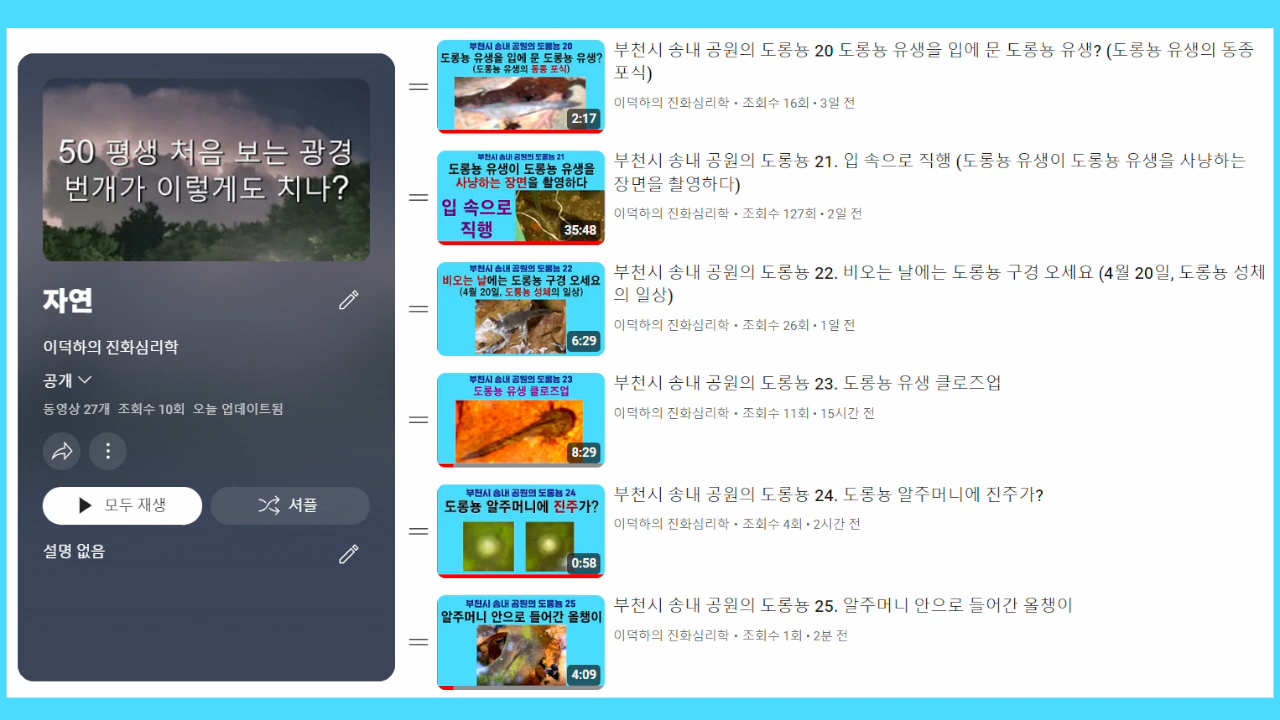 50 평생 처음 보는 광경
번개가 이렇게도 치나?
자연
이덕하의 진화심리학
공개
동영상 27개 조회수 10회 오늘 업데이트됨
모두 재생
셔플
설명 없음
부천시 송내 공원의 도롱뇽 20
도롱뇽 유생을 입에 문 도롱뇽 유생?
(도롱뇽 유생의 동종 포식)
2:17
부천시 송내 공원의 도롱뇽 20 도롱뇽 유생을 입에 문 도롱뇽 유생? (도롱뇽 유생의 동종
포식)
이덕하의 진화심리학 • 조회수 16회 • 3일 전
부천시 송내 공원의 도롱뇽 21
도롱뇽 유생이 도롱뇽 유생을
사냥하는 장면을 촬영하다
입 속으로
직행
35:48
부천시 송내 공원의 도롱뇽 21. 입 속으로 직행 (도롱뇽 유생이 도롱뇽 유생을 사냥하는
장면을 촬영하다)
이덕하의 진화심리학 • 조회수 127회 • 2일 전
부천시 송내 공원의 도롱뇽 22
비오는 날에는 도롱뇽 구경 오세요
(4월 20일, 도롱뇽 성체의 일상)
6:29
부천시 송내 공원의 도롱뇽 22. 비오는 날에는 도롱뇽 구경 오세요 (4월 20일, 도롱뇽 성체
의 일상)
이덕하의 진화심리학 • 조회수 26회 • 1일 전
부천시 송내 공원의 도롱뇽 23
도롱뇽 유생 클로즈업
8:29
부천시 송내 공원의 도롱뇽 23. 도롱뇽 유생 클로즈업
이덕하의 진화심리학 • 조회수 11회 • 15시간 전
부천시 송내 공원의 도롱뇽 24
도롱뇽 알주머니에 진주가?
0:58
부천시 송내 공원의 도롱뇽 24. 도롱뇽 알주머니에 진주가?
이덕하의 진화심리학 • 조회수 4회 • 2시간 전
부천시 송내 공원의 도롱뇽 25
알주머니 안으로 들어간 올챙이
4:09
부천시 송내 공원의 도롱뇽 25. 알주머니 안으로 들어간 올챙이
이덕하의 진화심리학 • 조회수 1회 • 2분 전